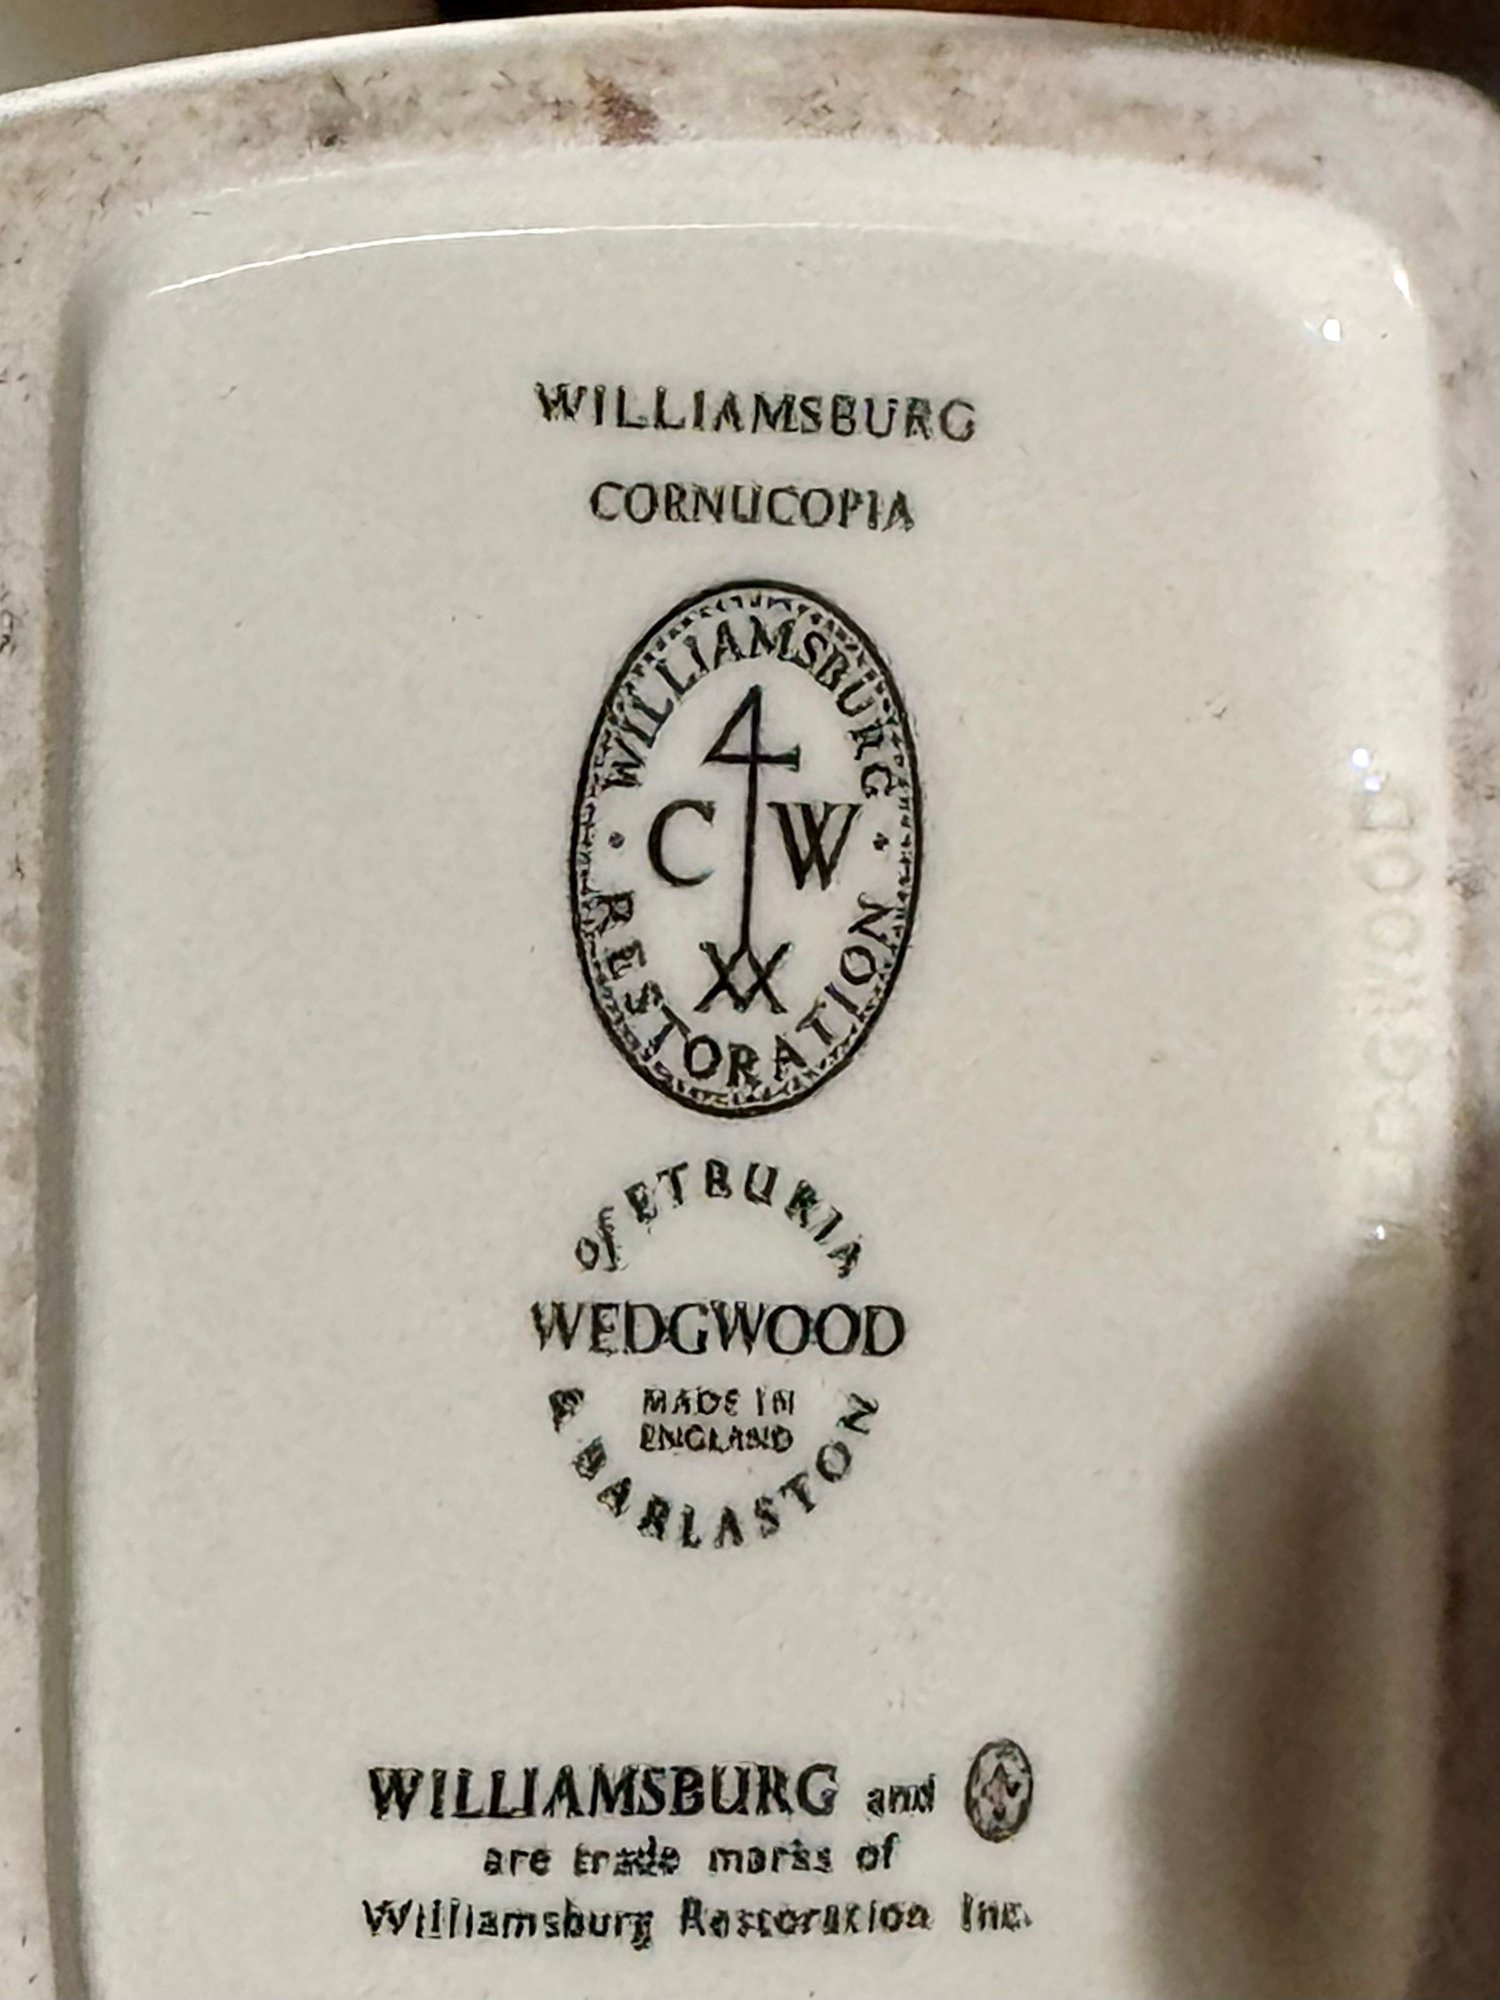 WILLIAMSBURG
CORNUCOPIA
WILLIAMSBURG
C W
· RESTORATION ·
of ETRURIA
WEDGWOOD
MADE IN
ENGLAND
& BARLASTON
WILLIAMSBURG and
are trade marks of
Williamsburg Restoration Inc.
WEDGWOOD